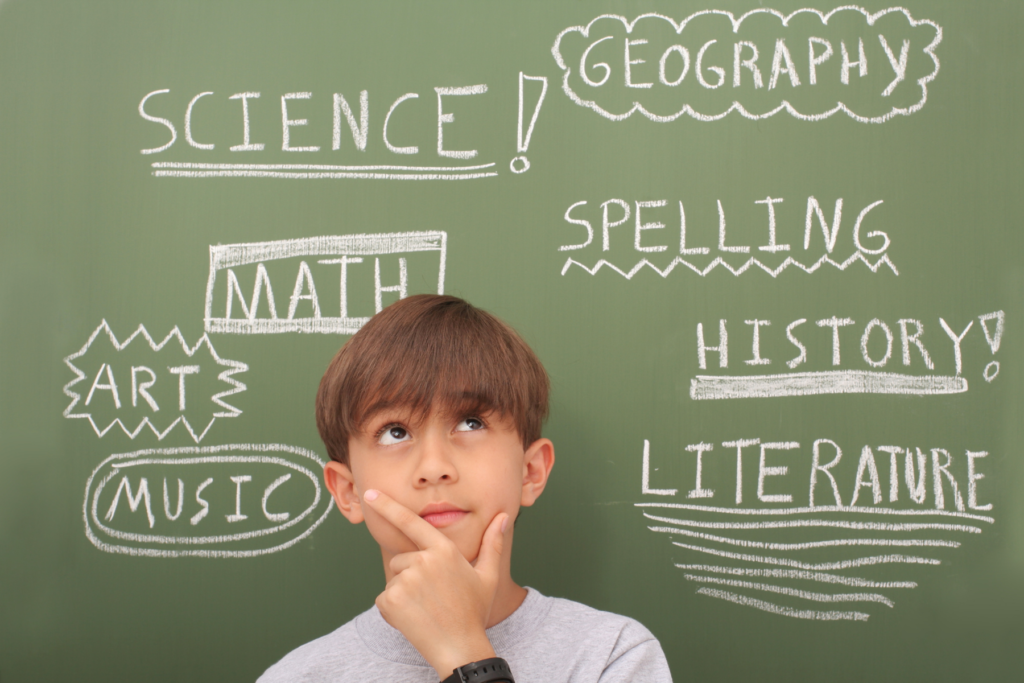 GEOGRAPHY
SCIENCE!
SPELLING
MATH
HISTORY!
ART
LITERATURE
MUSIC